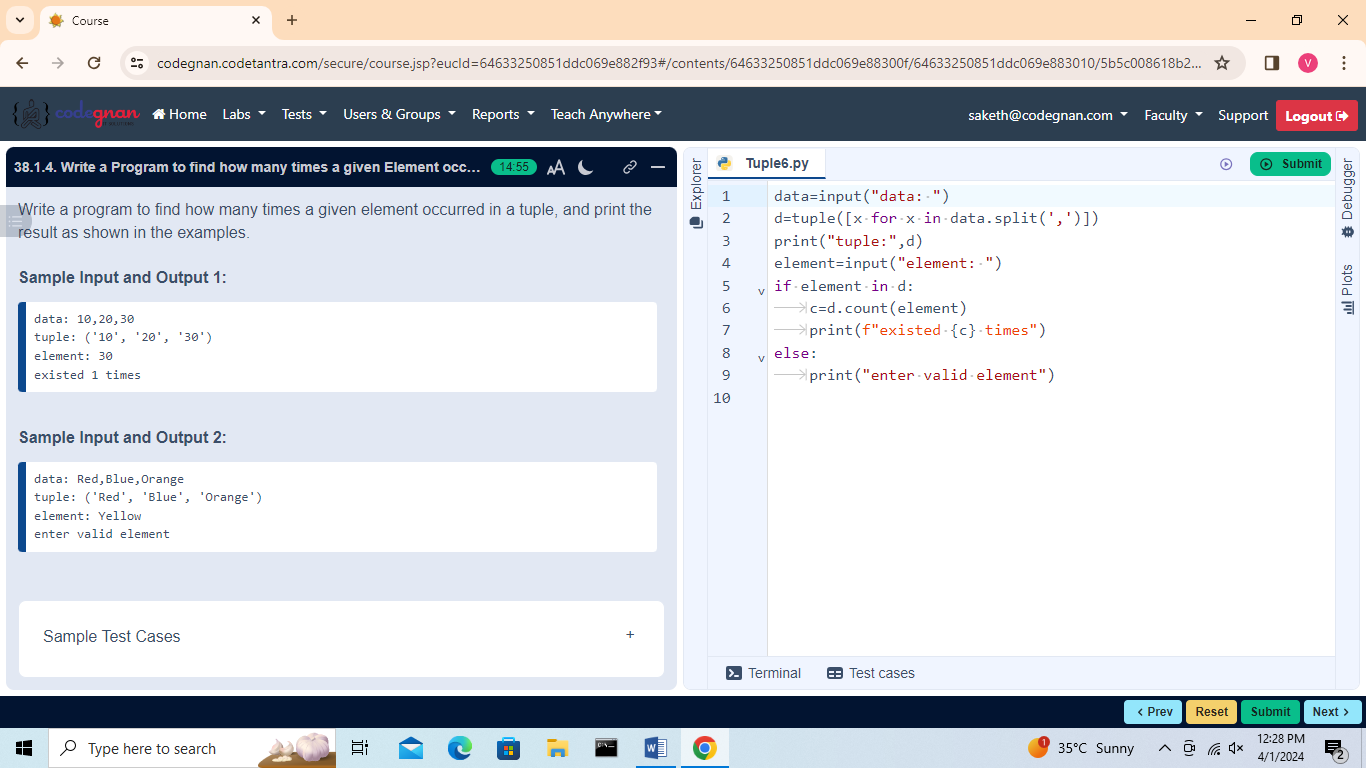 Course
codegnan.codetantra.com/secure/course.jsp?eucId=64633250851ddc069e882f93#/contents/64633250851ddc069e88300f/64633250851ddc069e883010/5b5c008618b2...
V
codegnan
Home Labs Tests Users & Groups Reports Teach Anywhere
saketh@codegnan.com Faculty Support Logout
38.1.4. Write a Program to find how many times a given Element occ... 14:55 AA
Write a program to find how many times a given element occurred in a tuple, and print the
result as shown in the examples.
Sample Input and Output 1:
data: 10,20,30
tuple: ('10', '20', '30')
element: 30
existed 1 times
Sample Input and Output 2:
data: Red,Blue,Orange
tuple: ('Red', 'Blue', 'Orange')
element: Yellow
enter valid element
Sample Test Cases +
Explorer
Tuple6.py
Submit
1 data=input("data: ")
2 d=tuple([x for x in data.split(',')])
3 print("tuple:",d)
4 element=input("element: ")
5 if element in d:
6 c=d.count(element)
7 print(f"existed {c} times")
8 else:
9 print("enter valid element")
10
Debugger
Plots
Terminal Test cases
< Prev Reset Submit Next >
Type here to search
35°C Sunny
12:28 PM
4/1/2024
1
2